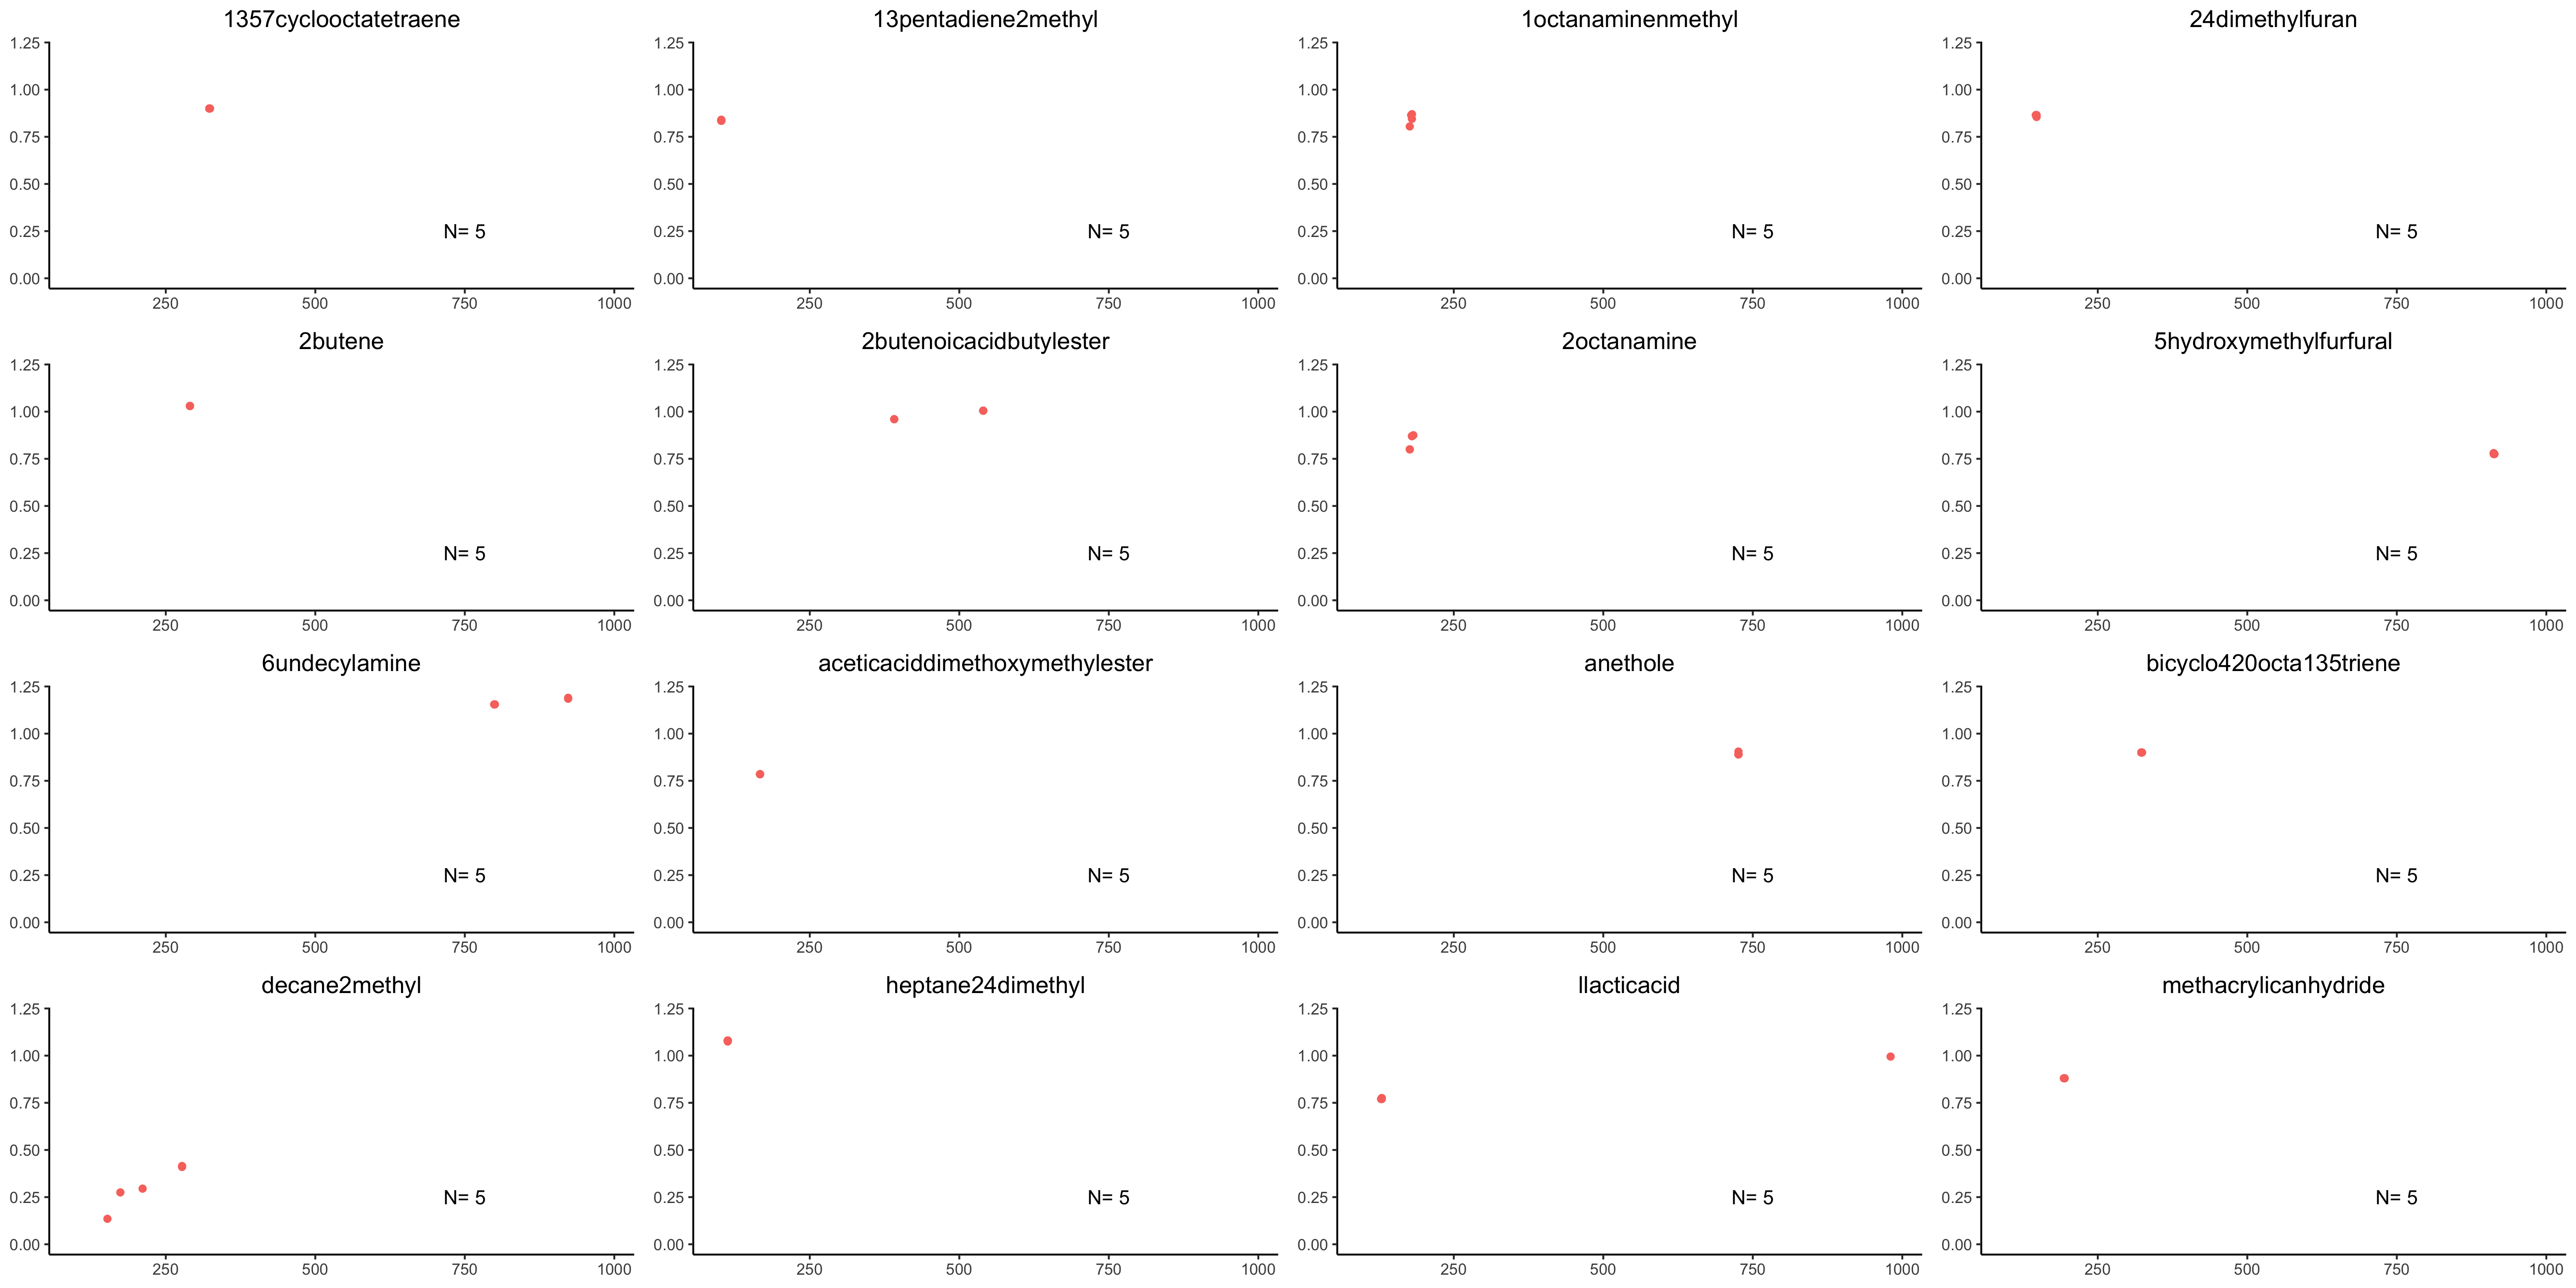 1357cyclooctatetraene
1.25
1.00
0.75
0.50
0.25
0.00
N= 5
250 500 750 1000
13pentadiene2methyl
1.25
1.00
0.75
0.50
0.25
0.00
N= 5
250 500 750 1000
1octanaminenmethyl
1.25
1.00
0.75
0.50
0.25
0.00
N= 5
250 500 750 1000
24dimethylfuran
1.25
1.00
0.75
0.50
0.25
0.00
N= 5
250 500 750 1000
2butene
1.25
1.00
0.75
0.50
0.25
0.00
N= 5
250 500 750 1000
2butenoicacidbutylester
1.25
1.00
0.75
0.50
0.25
0.00
N= 5
250 500 750 1000
2octanamine
1.25
1.00
0.75
0.50
0.25
0.00
N= 5
250 500 750 1000
5hydroxymethylfurfural
1.25
1.00
0.75
0.50
0.25
0.00
N= 5
250 500 750 1000
6undecylamine
1.25
1.00
0.75
0.50
0.25
0.00
N= 5
250 500 750 1000
aceticaciddimethoxymethylester
1.25
1.00
0.75
0.50
0.25
0.00
N= 5
250 500 750 1000
anethole
1.25
1.00
0.75
0.50
0.25
0.00
N= 5
250 500 750 1000
bicyclo420octa135triene
1.25
1.00
0.75
0.50
0.25
0.00
N= 5
250 500 750 1000
decane2methyl
1.25
1.00
0.75
0.50
0.25
0.00
N= 5
250 500 750 1000
heptane24dimethyl
1.25
1.00
0.75
0.50
0.25
0.00
N= 5
250 500 750 1000
llacticacid
1.25
1.00
0.75
0.50
0.25
0.00
N= 5
250 500 750 1000
methacrylicanhydride
1.25
1.00
0.75
0.50
0.25
0.00
N= 5
250 500 750 1000